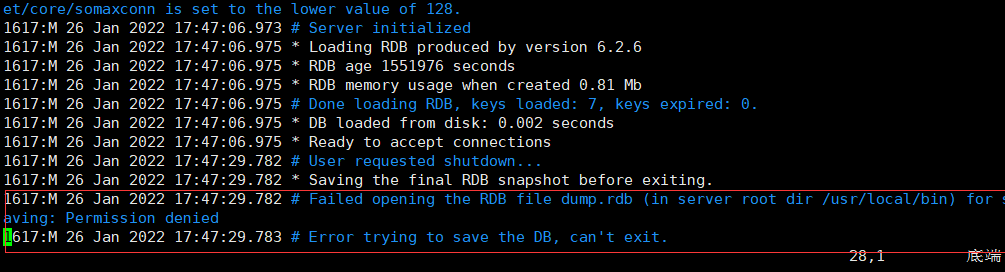 et/core/somaxconn is set to the lower value of 128.
1617:M 26 Jan 2022 17:47:06.973 # Server initialized
1617:M 26 Jan 2022 17:47:06.975 * Loading RDB produced by version 6.2.6
1617:M 26 Jan 2022 17:47:06.975 * RDB age 1551976 seconds
1617:M 26 Jan 2022 17:47:06.975 * RDB memory usage when created 0.81 Mb
1617:M 26 Jan 2022 17:47:06.975 # Done loading RDB, keys loaded: 7, keys expired: 0.
1617:M 26 Jan 2022 17:47:06.975 * DB loaded from disk: 0.002 seconds
1617:M 26 Jan 2022 17:47:06.975 * Ready to accept connections
1617:M 26 Jan 2022 17:47:29.782 # User requested shutdown...
1617:M 26 Jan 2022 17:47:29.782 * Saving the final RDB snapshot before exiting.
1617:M 26 Jan 2022 17:47:29.782 # Failed opening the RDB file dump.rdb (in server root dir /usr/local/bin) for s
aving: Permission denied
1617:M 26 Jan 2022 17:47:29.783 # Error trying to save the DB, can't exit.
28,1 底端